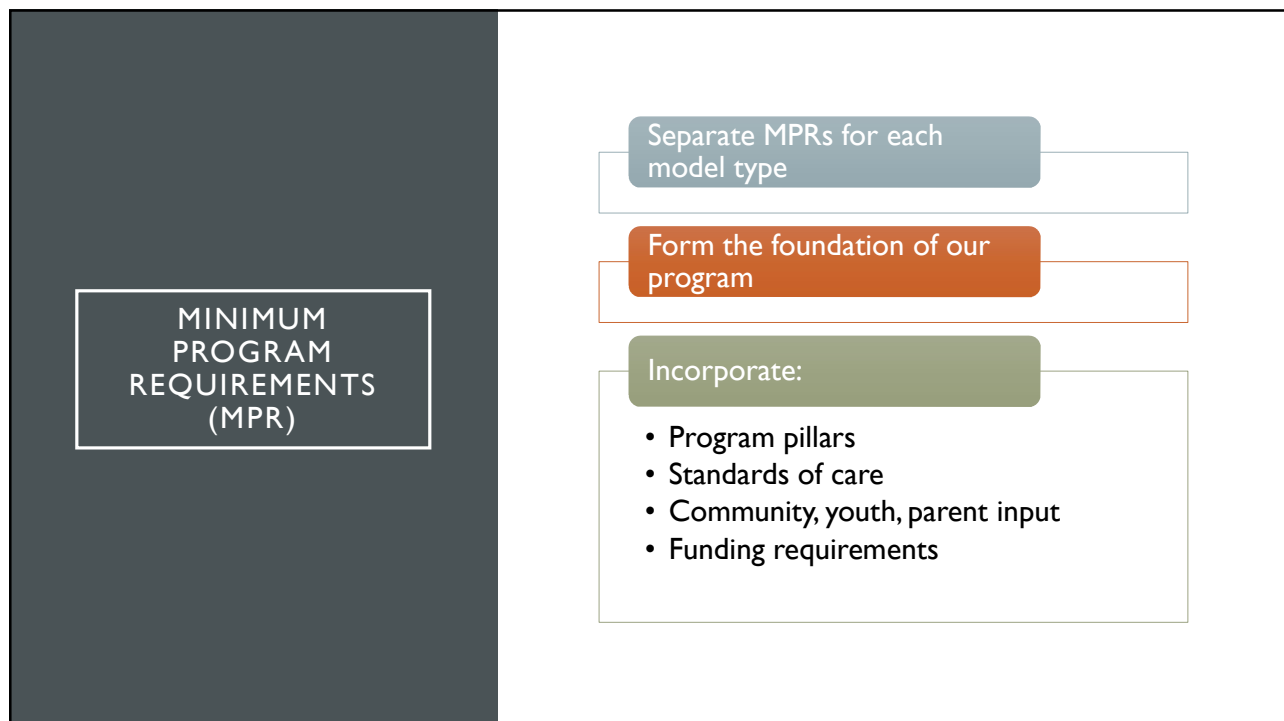 MINIMUM
PROGRAM
REQUIREMENTS
(MPR)
Separate MPRs for each
model type
Form the foundation of our
program
Incorporate:
• Program pillars
• Standards of care
• Community, youth, parent input
• Funding requirements